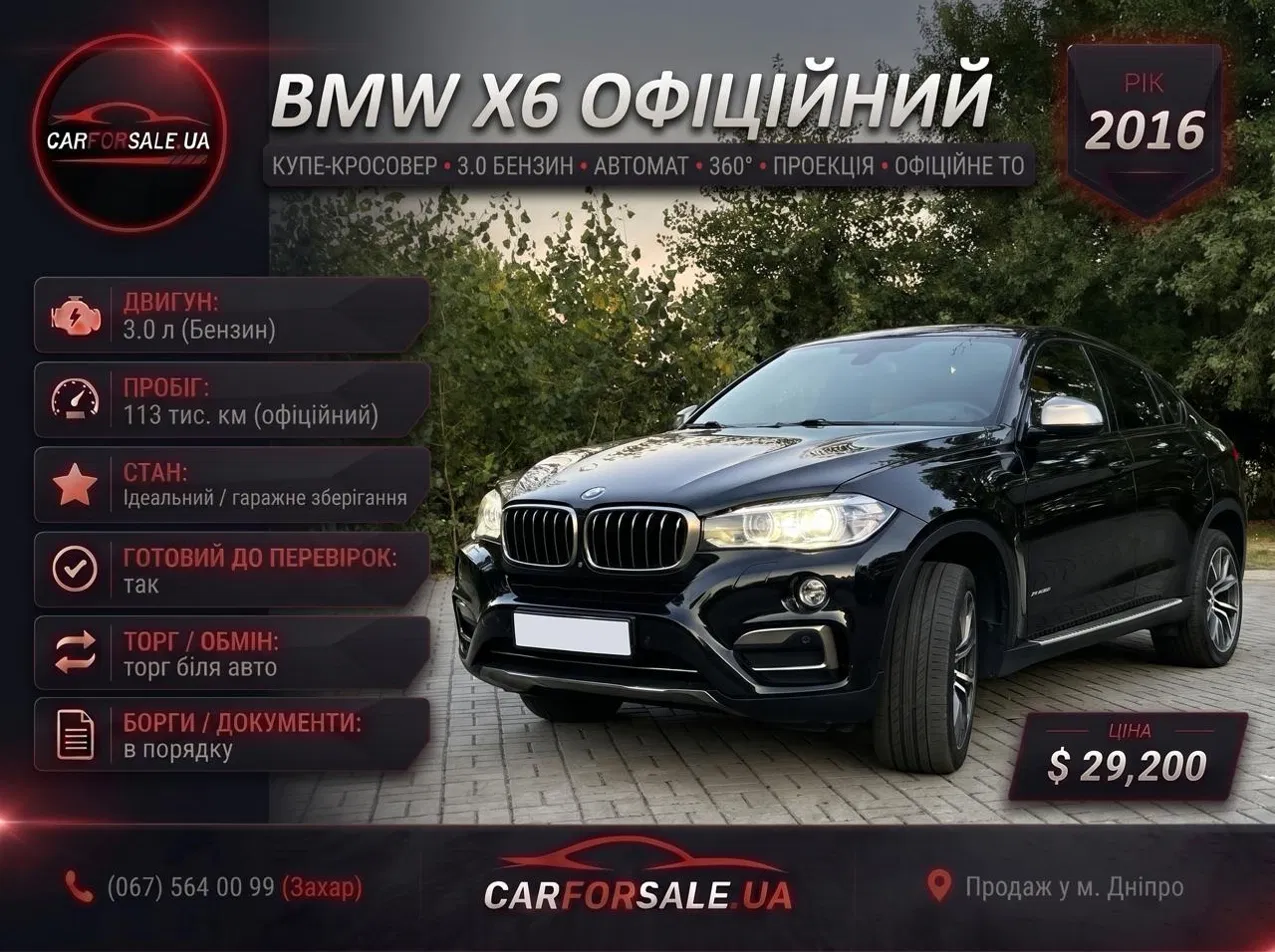 CARFORSALE.UA
BMW X6 ОФІЦІЙНИЙ
КУПЕ-КРОСОВЕР • 3.0 БЕНЗИН • АВТОМАТ • 360° • ПРОЕКЦІЯ • ОФІЦІЙНЕ ТО
РІК
2016
ДВИГУН:
3.0 л (Бензин)
ПРОБІГ:
113 тис. км (офіційний)
СТАН:
Ідеальний / гаражне зберігання
ГОТОВИЙ ДО ПЕРЕВІРОК:
так
ТОРГ / ОБМІН:
торг біля авто
БОРГИ / ДОКУМЕНТИ:
в порядку
ЦІНА
$ 29,200
(067) 564 00 99 (Захар)
CARFORSALE.UA
Продаж у м. Дніпро